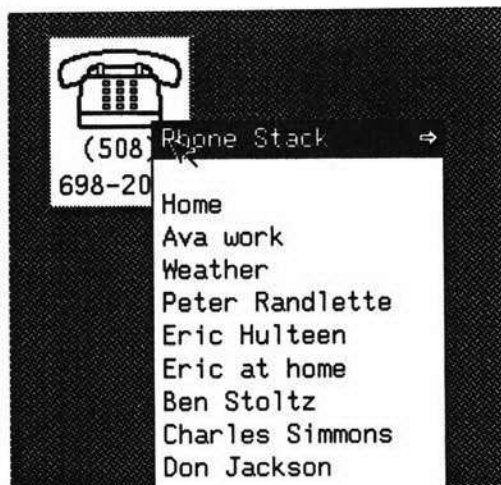 (508)
698-20
Phone Stack ⇨
Home
Ava work
Weather
Peter Randlette
Eric Hulteen
Eric at home
Ben Stoltz
Charles Simmons
Don Jackson